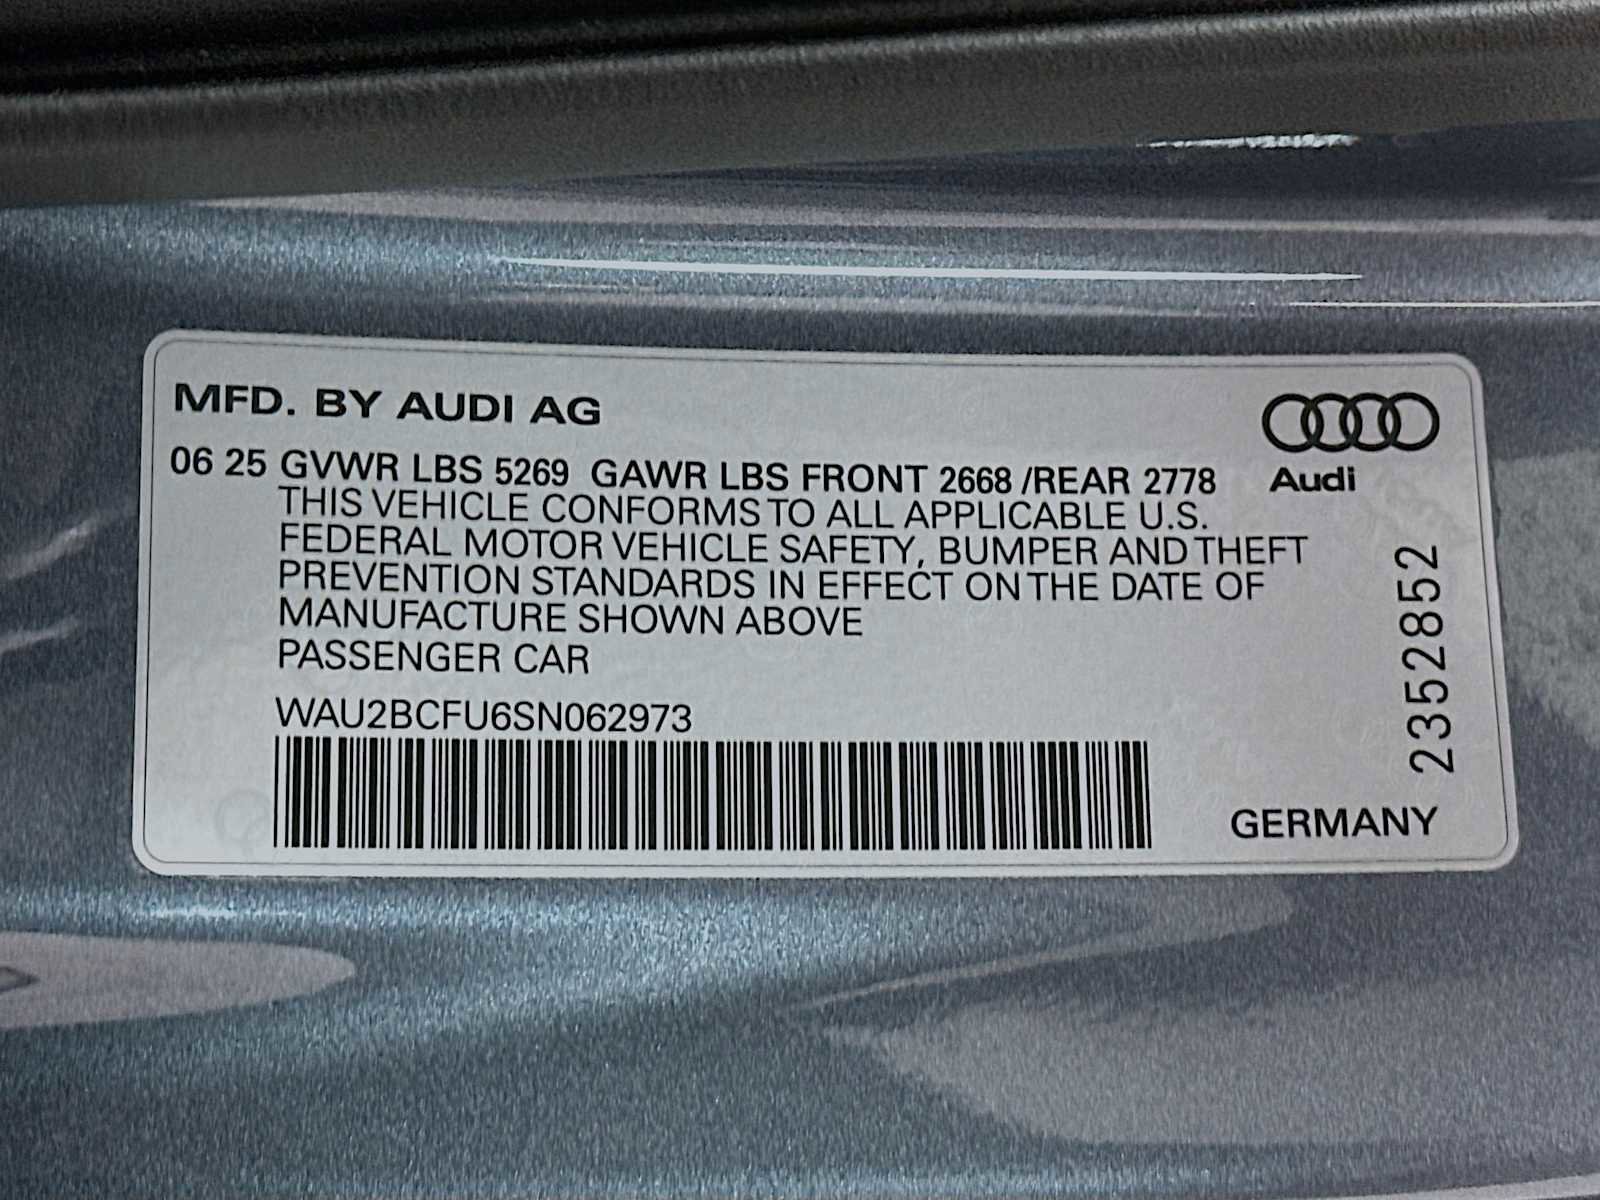 MFD. BY AUDI AG
Audi
06 25 GVWR LBS 5269 GAWR LBS FRONT 2668 /REAR 2778
THIS VEHICLE CONFORMS TO ALL APPLICABLE U.S.
FEDERAL MOTOR VEHICLE SAFETY, BUMPER AND THEFT
PREVENTION STANDARDS IN EFFECT ON THE DATE OF
MANUFACTURE SHOWN ABOVE
PASSENGER CAR
WAU2BCFU6SN062973
2352852
GERMANY